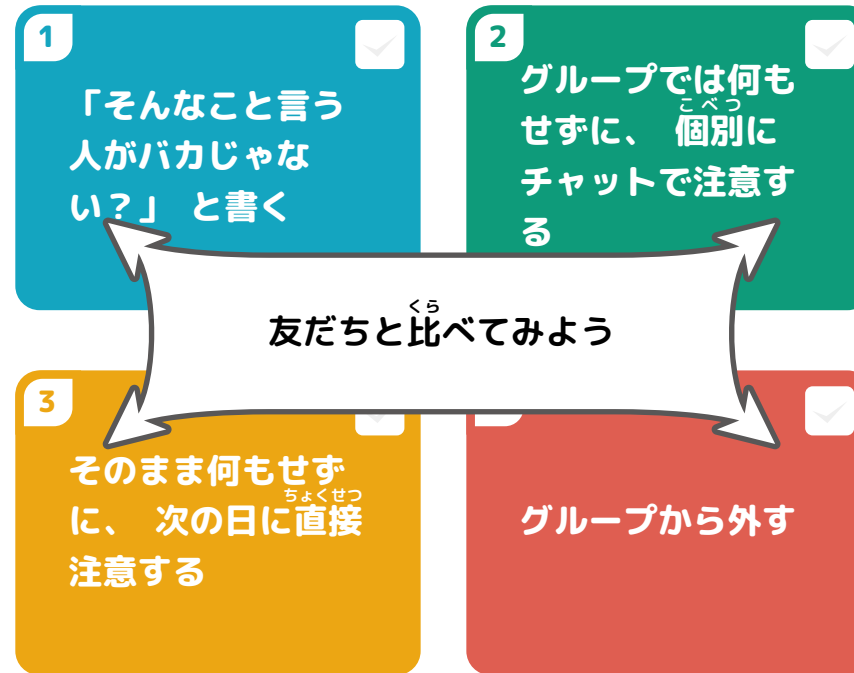 1
「そんなこと言う
人がバカじゃな
い？」 と書く
2
グループでは何も
こべつ
せずに、 個別に
チャットで注意す
る
くら
友だちと比べてみよう
3
そのまま何もせず
ちょくせつ
に、 次の日に直接
注意する
グループから外す